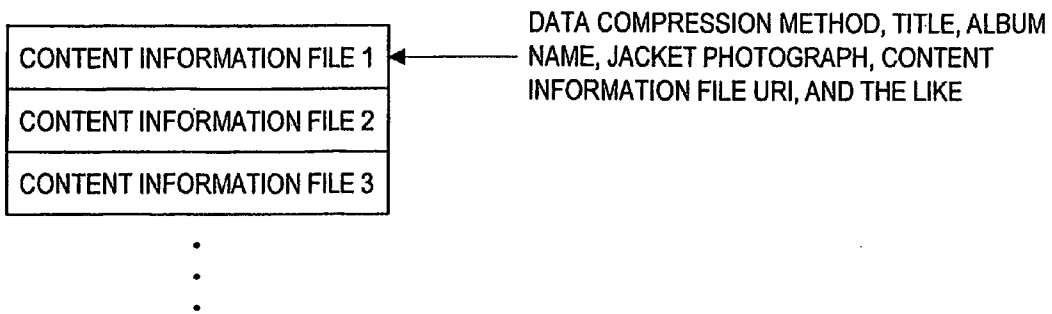 DATA COMPRESSION METHOD, TITLE, ALBUM
NAME, JACKET PHOTOGRAPH, CONTENT
INFORMATION FILE URI, AND THE LIKE
CONTENT INFORMATION FILE 1
CONTENT INFORMATION FILE 2
CONTENT INFORMATION FILE 3